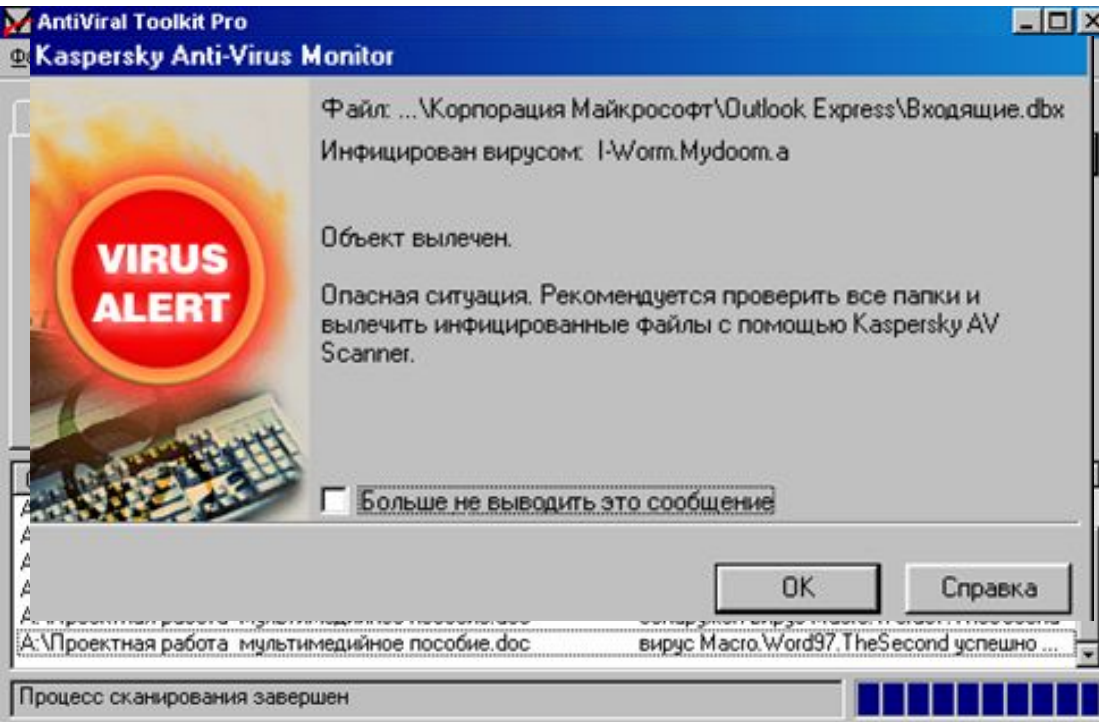 AntiViral Toolkit Pro
Kaspersky Anti-Virus Monitor
Файл: ...\Корпорация Майкрософт\Outlook Express\Входящие.dbx
Инфицирован вирусом: I-Worm.Mydoom.a
VIRUS
ALERT
Объект вылечен.
Опасная ситуация. Рекомендуется проверить все папки и
вылечить инфицированные файлы с помощью Kaspersky AV
Scanner.
Больше не выводить это сообщение
OK
Справка
A:\Проектная работа мультимедийное пособие.doc вирус Macro.Word97.TheSecond успешно ...
Процесс сканирования завершен